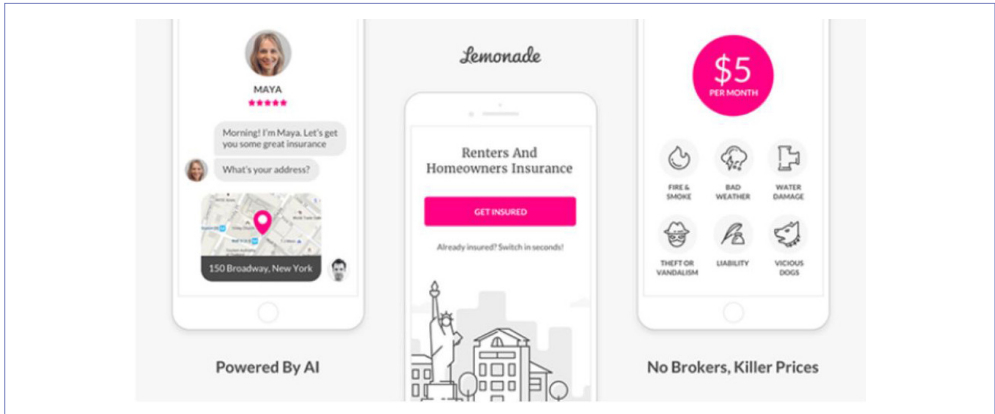 MAYA
Morning! I'm Maya. Let's get
you some great insurance
What's your address?
150 Broadway, New York
Powered By AI
Lemonade
Renters And
Homeowners Insurance
GET INSURED
Already insured? Switch in seconds!
$5
PER MONTH
FIRE &
SMOKE
BAD
WEATHER
WATER
DAMAGE
THEFT OR
VANDALISM
LIABILITY
VICIOUS
DOGS
No Brokers, Killer Prices